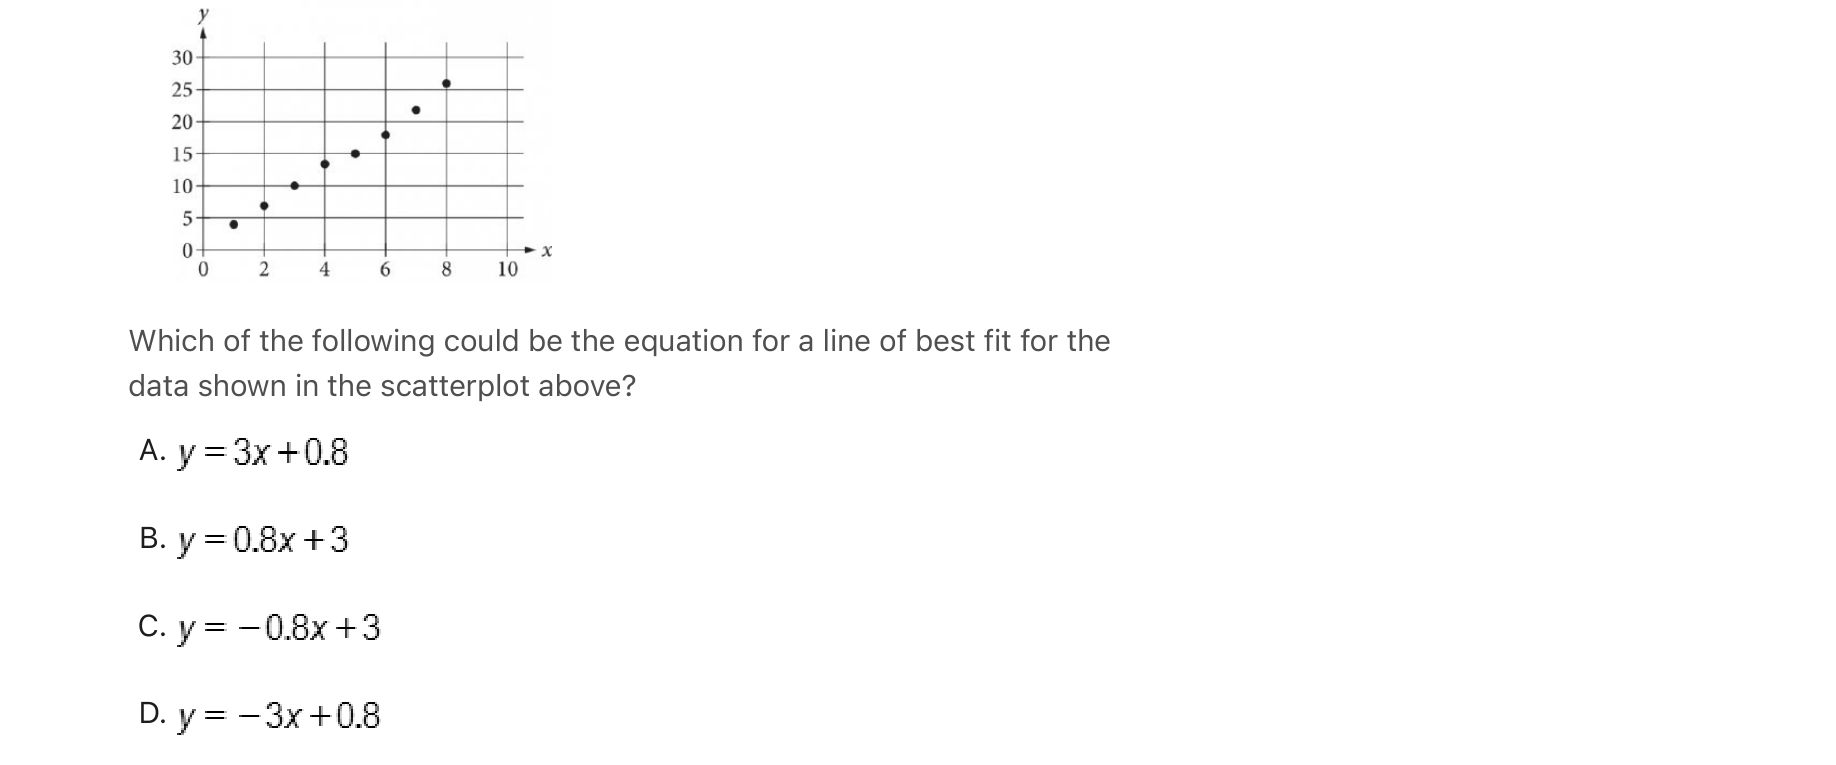 y
30
25
20
15
10
5
0
x
0 2 4 6 8 10
Which of the following could be the equation for a line of best fit for the
data shown in the scatterplot above?
A. y = 3x + 0.8
B. y = 0.8x + 3
C. y = −0.8x + 3
D. y = −3x + 0.8